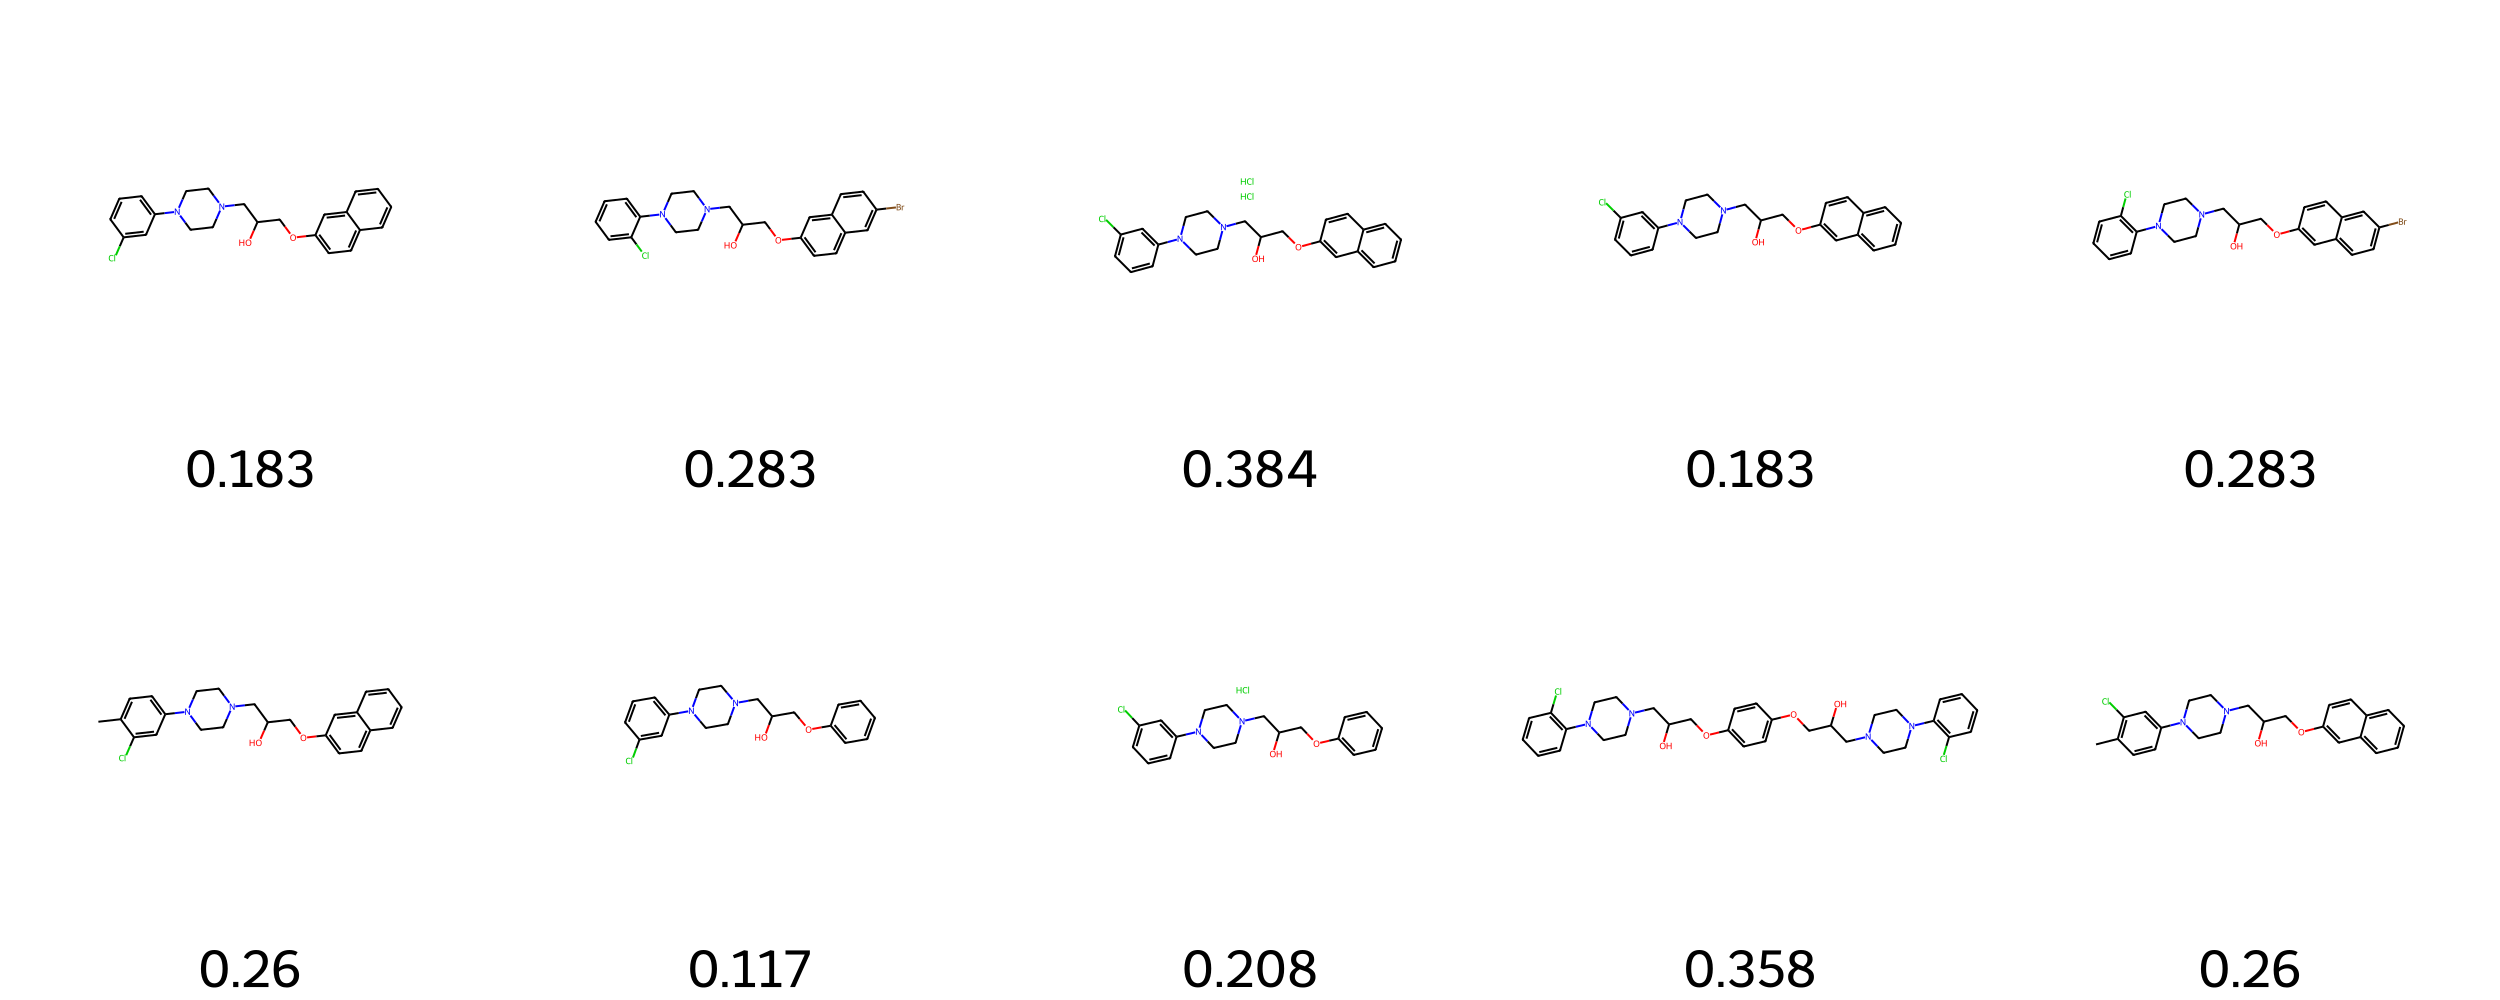 Cl N N HO O
Cl N N HO O Br
HCl HCl Cl N N OH O
Cl N N OH O
Cl N N OH O Br
0.183 0.283 0.384 0.183 0.283
Cl N N HO O
Cl N N HO O
HCl Cl N N OH O
Cl N N OH O O OH N N Cl
Cl N N OH O
0.26 0.117 0.208 0.358 0.26